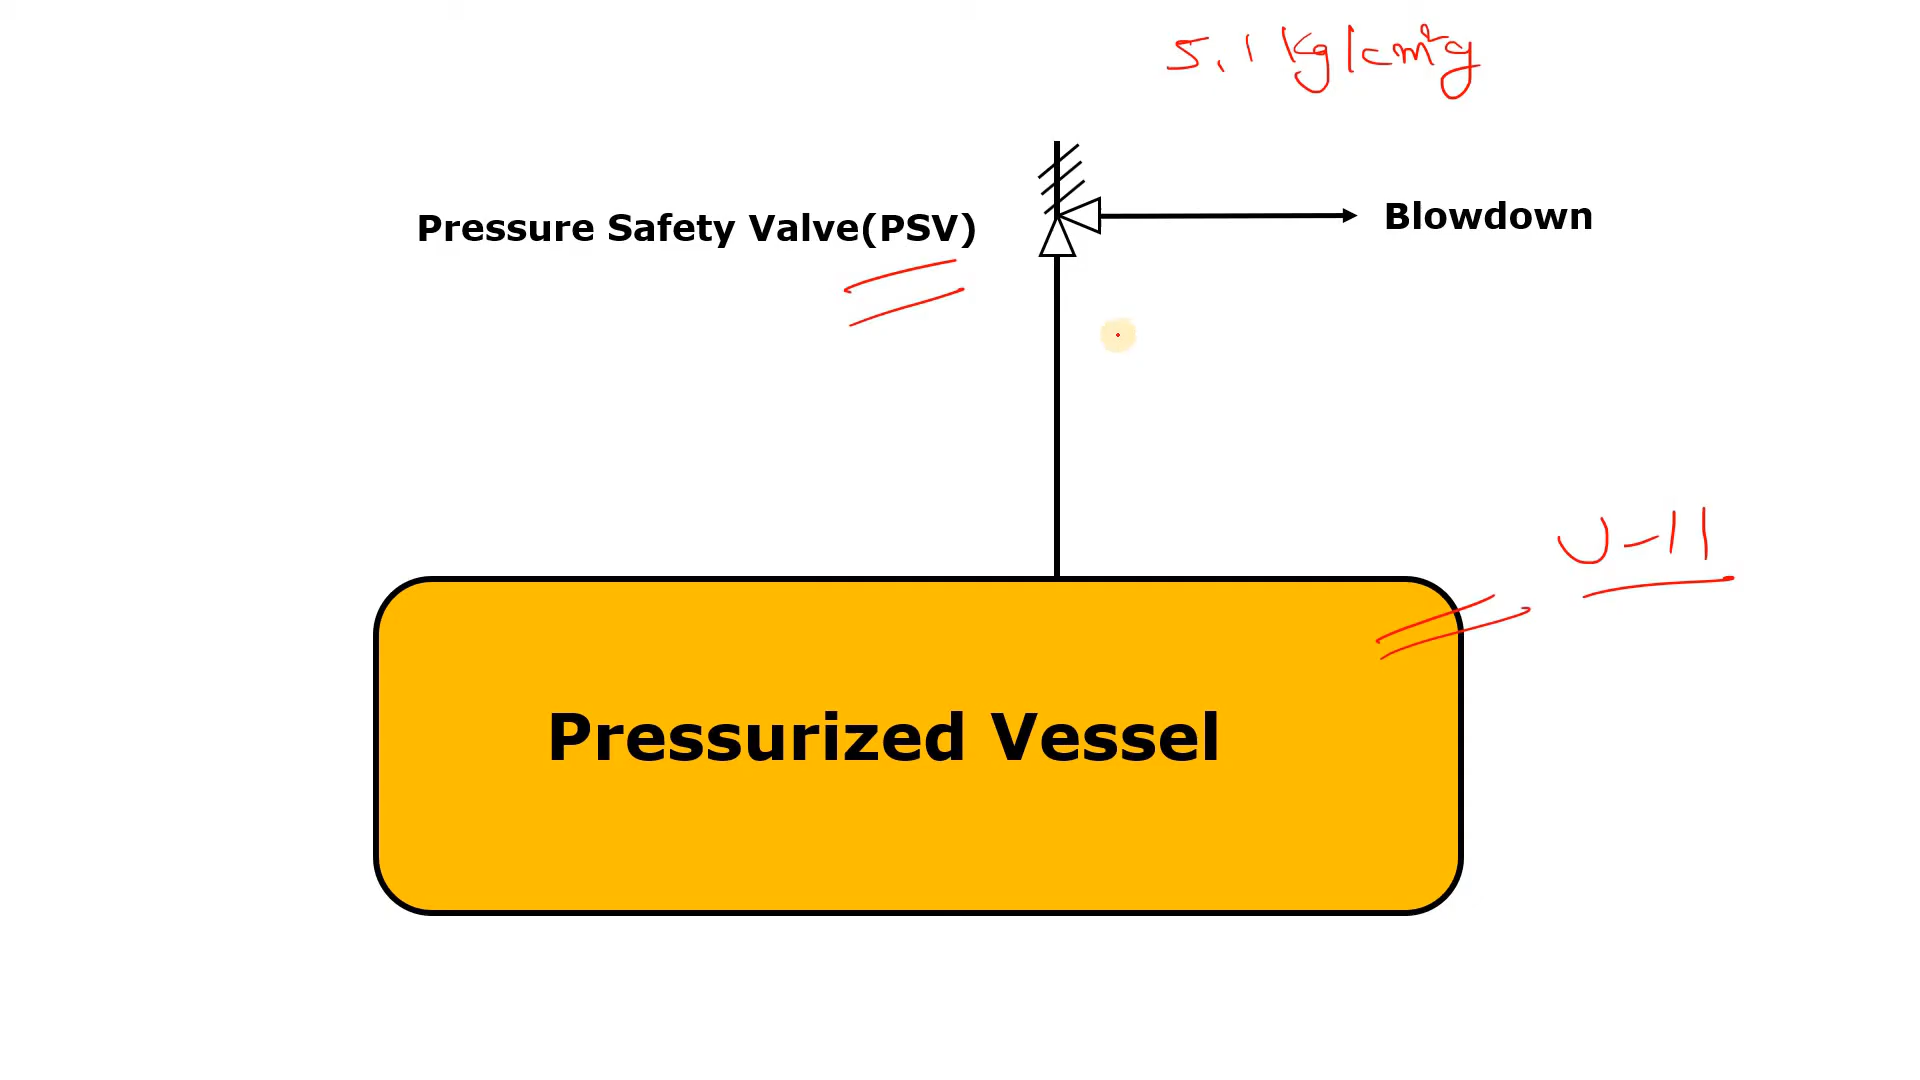 5.1 Kg/cm²g
Pressure Safety Valve(PSV)
Blowdown
U-11
Pressurized Vessel